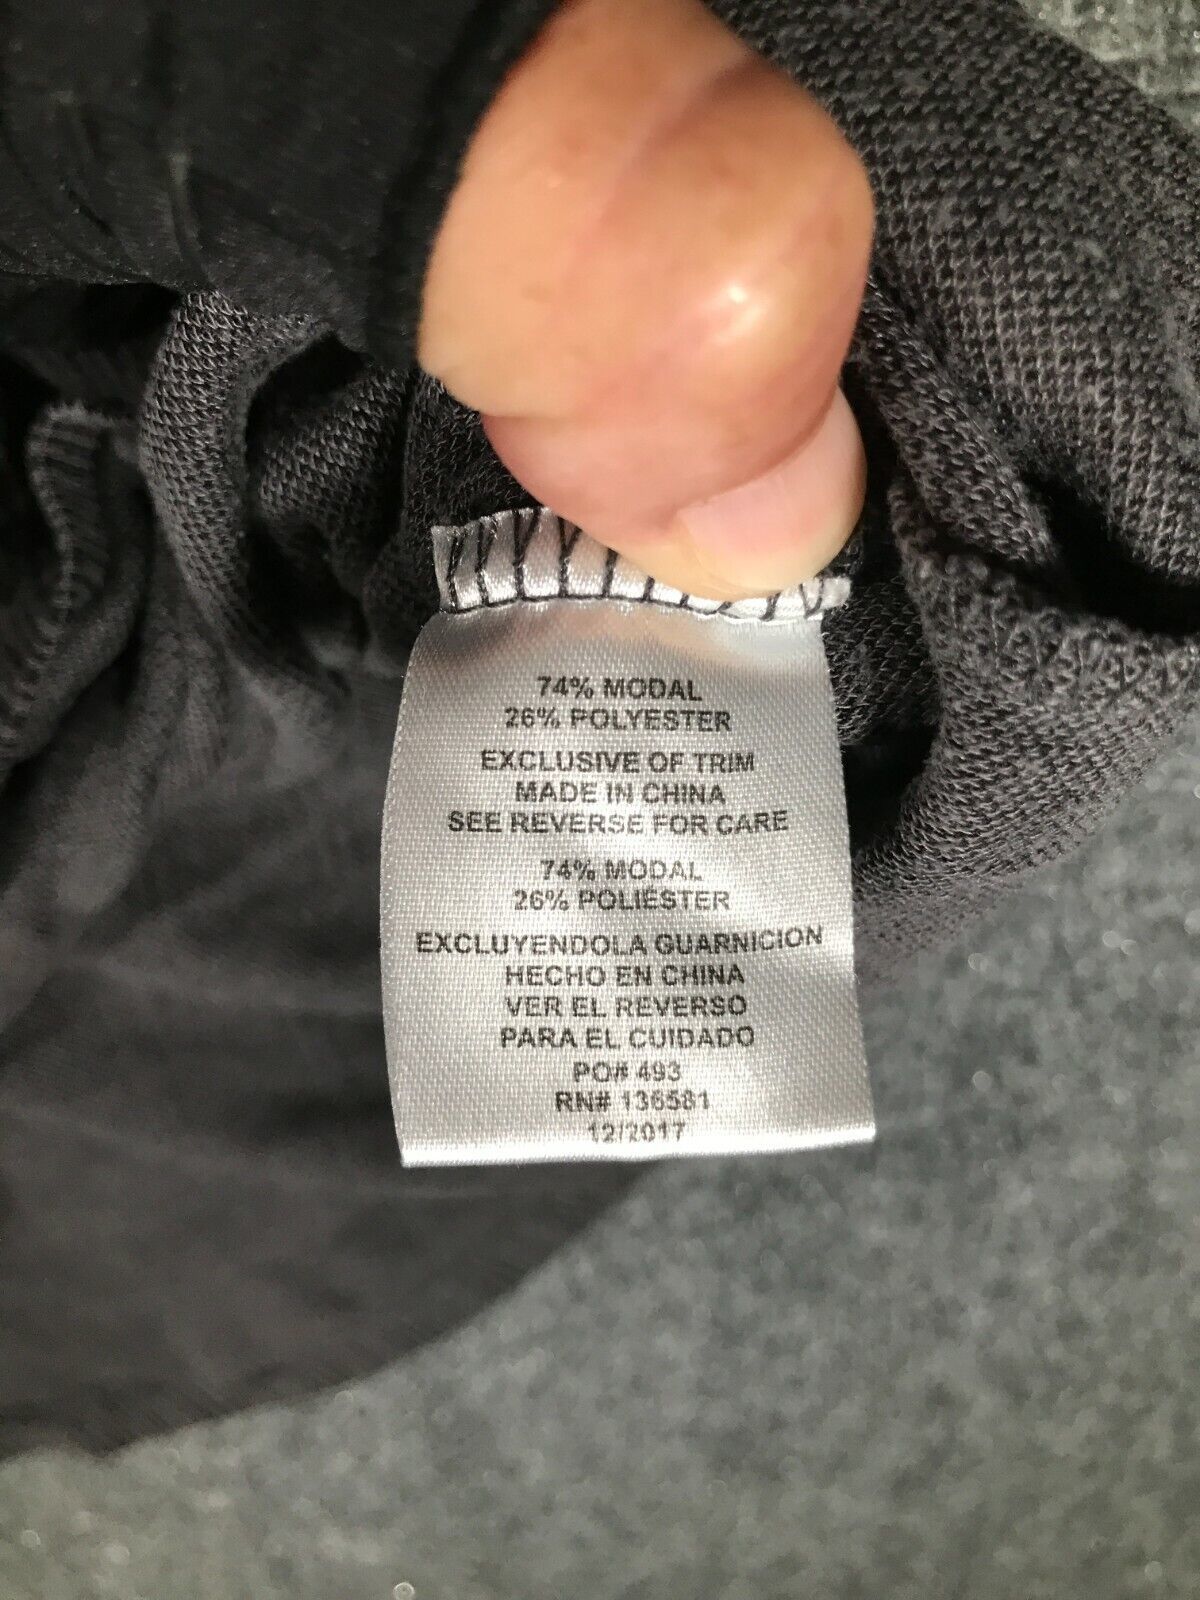 74% MODAL
26% POLYESTER
EXCLUSIVE OF TRIM
MADE IN CHINA
SEE REVERSE FOR CARE
74% MODAL
26% POLIÉSTER
EXCLUYENDOLA GUARNICION
HECHO EN CHINA
VER EL REVERSO
PARA EL CUIDADO
PO# 493
RN# 136581
12/2017